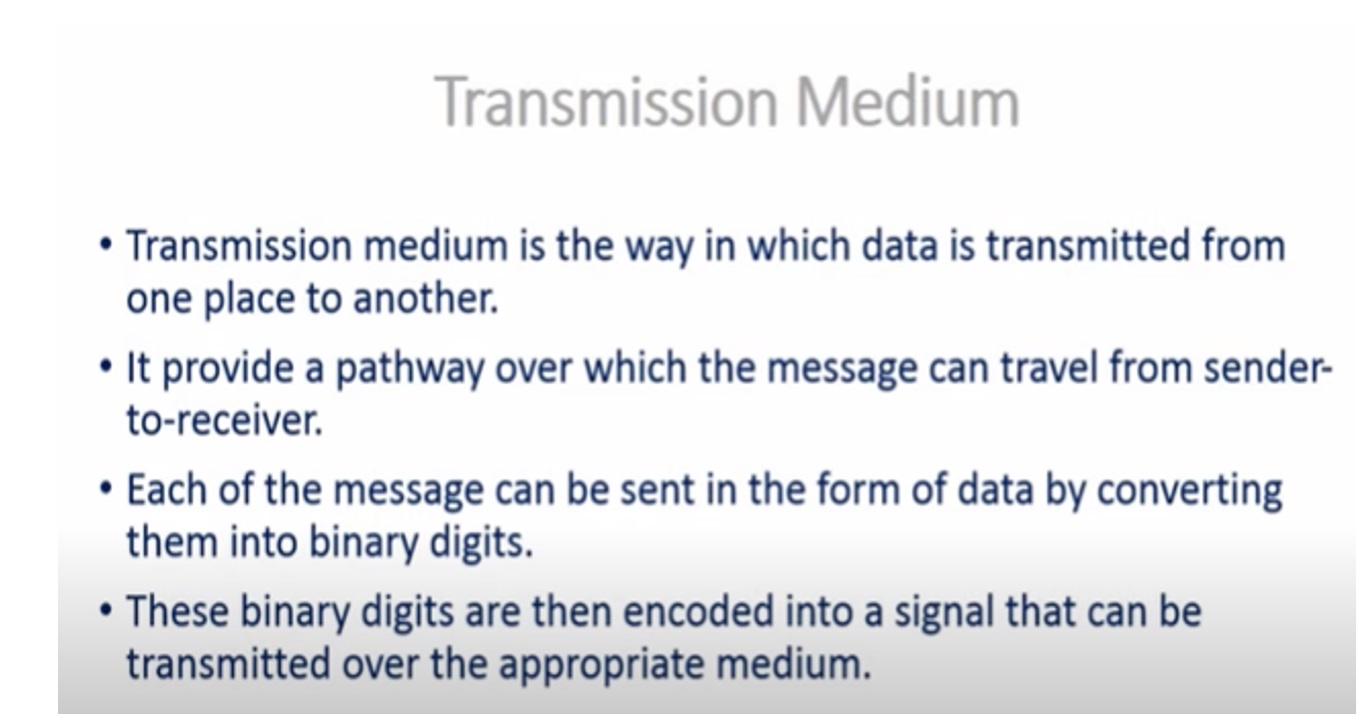 Transmission Medium
• Transmission medium is the way in which data is transmitted from
one place to another.
• It provide a pathway over which the message can travel from sender-
to-receiver.
• Each of the message can be sent in the form of data by converting
them into binary digits.
• These binary digits are then encoded into a signal that can be
transmitted over the appropriate medium.